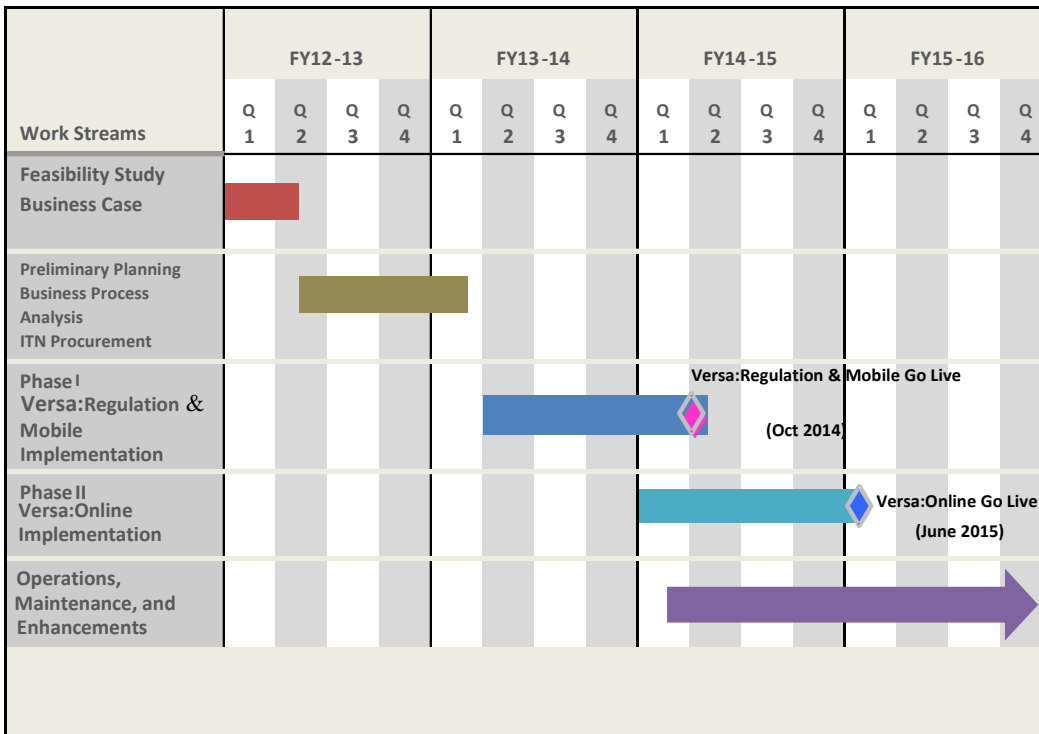 FY12-13 FY13-14 FY14-15 FY15-16
Work Streams
Q Q Q Q Q Q Q Q Q Q Q Q Q Q Q Q
1 2 3 4 1 2 3 4 1 2 3 4 1 2 3 4
Feasibility Study
Business Case
Preliminary Planning
Business Process
Analysis
ITN Procurement
Phase I
Versa:Regulation &
Mobile
Implementation
Versa:Regulation & Mobile Go Live
(Oct 2014)
Phase II
Versa:Online
Implementation
Versa:Online Go Live
(June 2015)
Operations,
Maintenance, and
Enhancements